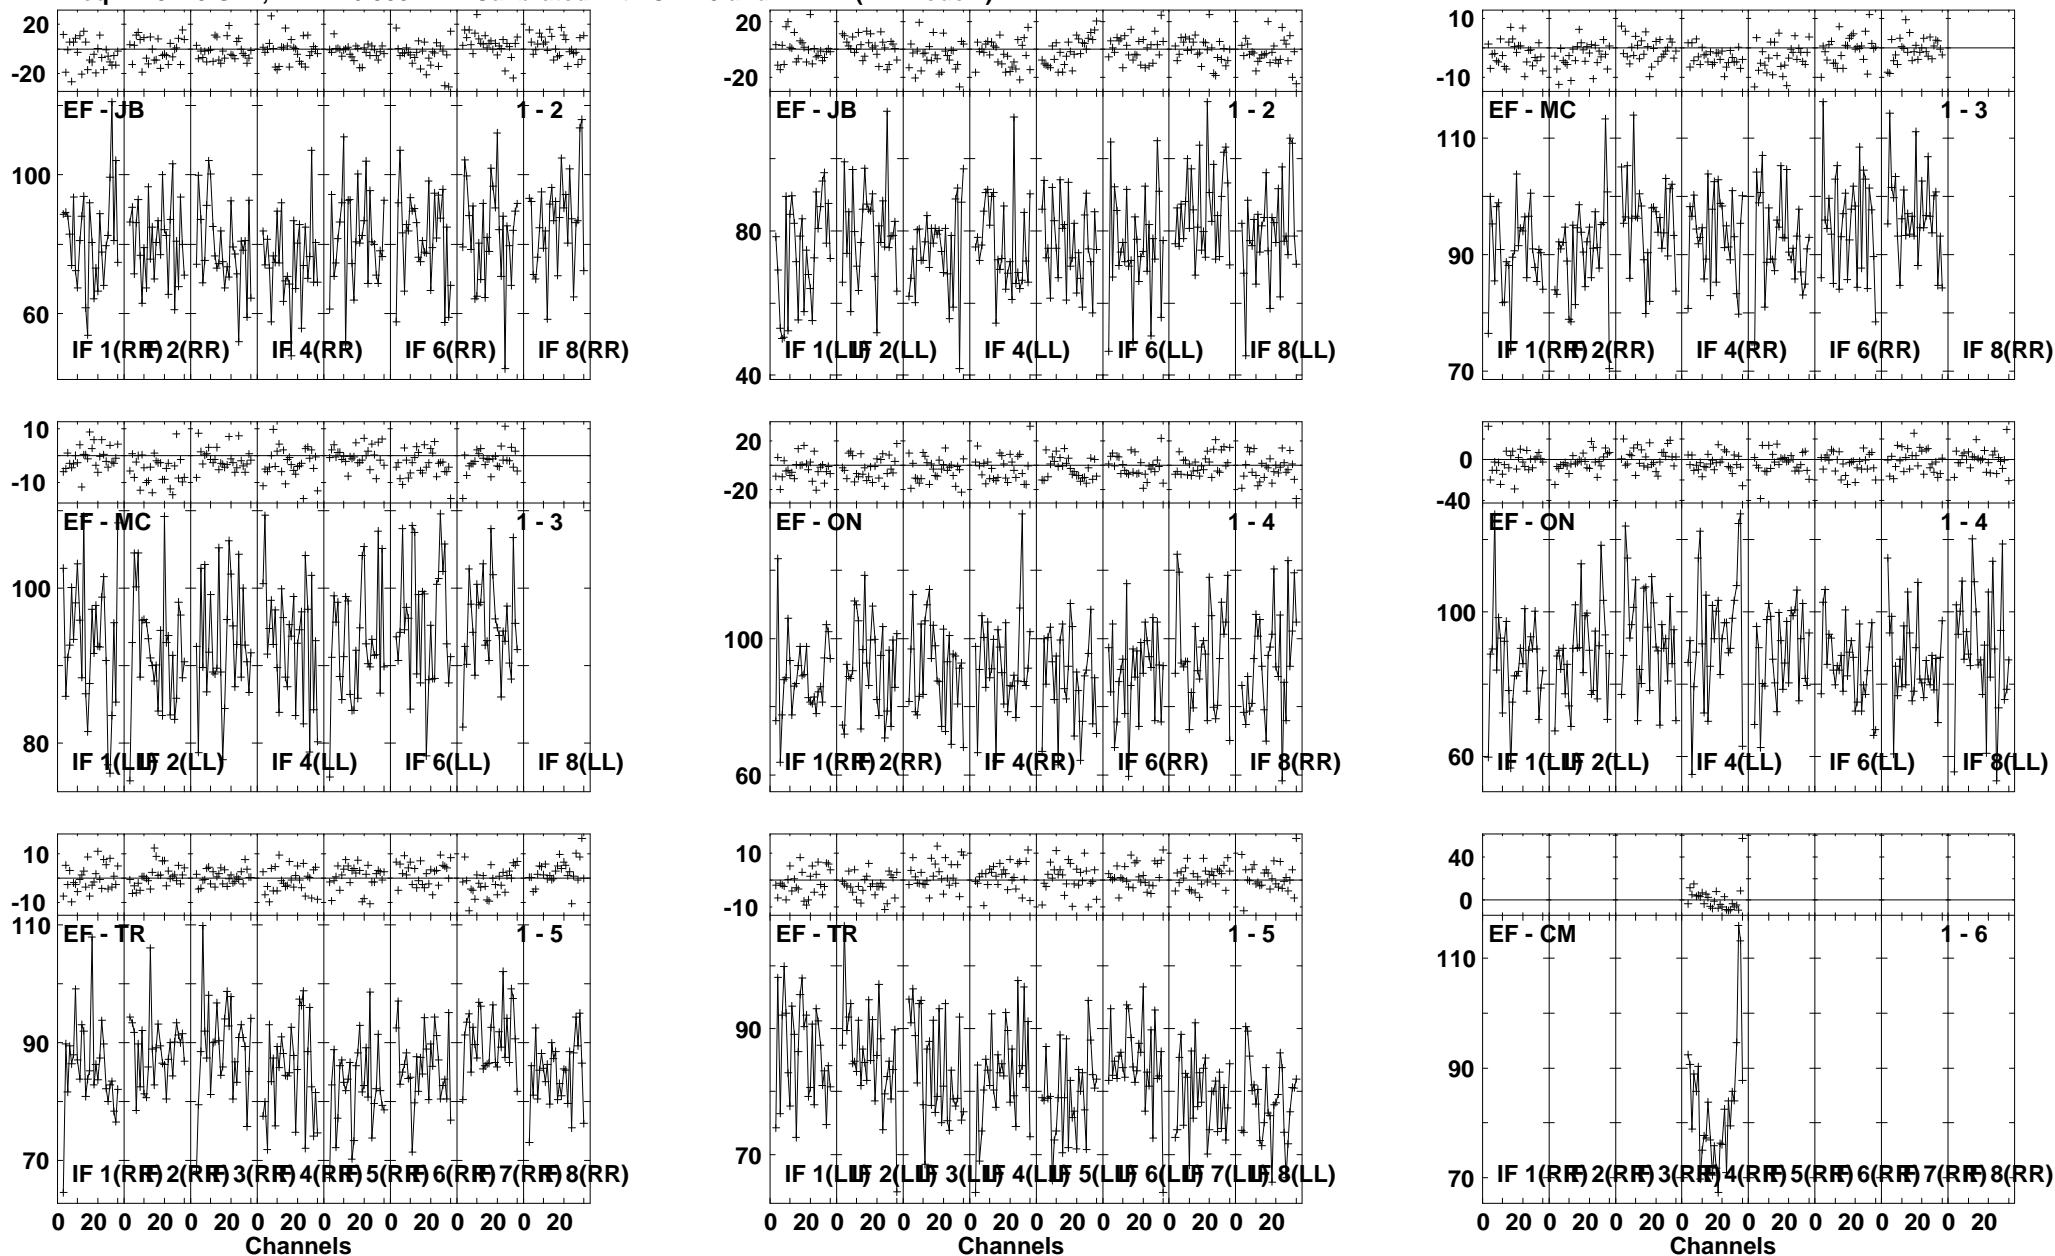 20
-20
EF - JB
1 - 2
100
60
IF 1(RR)
IF 2(RR)
IF 4(RR)
IF 6(RR)
IF 8(RR)
20
-20
EF - JB
1 - 2
80
40
IF 1(LL)
IF 2(LL)
IF 4(LL)
IF 6(LL)
IF 8(LL)
10
-10
EF - MC
1 - 3
110
90
70
IF 1(RR)
IF 2(RR)
IF 4(RR)
IF 6(RR)
IF 8(RR)
10
-10
EF - MC
1 - 3
100
80
IF 1(LL)
IF 2(LL)
IF 4(LL)
IF 6(LL)
IF 8(LL)
20
-20
EF - ON
1 - 4
100
60
IF 1(RR)
IF 2(RR)
IF 4(RR)
IF 6(RR)
IF 8(RR)
0
-40
EF - ON
1 - 4
100
60
IF 1(LL)
IF 2(LL)
IF 4(LL)
IF 6(LL)
IF 8(LL)
10
-10
110
EF - TR
1 - 5
90
70
IF 1(RR)
IF 2(RR)
IF 3(RR)
IF 4(RR)
IF 5(RR)
IF 6(RR)
IF 7(RR)
IF 8(RR)
0 20 0 20 0 20 0 20 0 20 0 20 0 20 0 20
Channels
10
-10
EF - TR
1 - 5
90
70
IF 1(LL)
IF 2(LL)
IF 3(LL)
IF 4(LL)
IF 5(LL)
IF 6(LL)
IF 7(LL)
IF 8(LL)
0 20 0 20 0 20 0 20 0 20 0 20 0 20 0 20
Channels
40
0
EF - CM
1 - 6
110
90
70
IF 1(RR)
IF 2(RR)
IF 3(RR)
IF 4(RR)
IF 5(RR)
IF 6(RR)
IF 7(RR)
IF 8(RR)
0 20 0 20 0 20 0 20 0 20 0 20 0 20 0 20
Channels